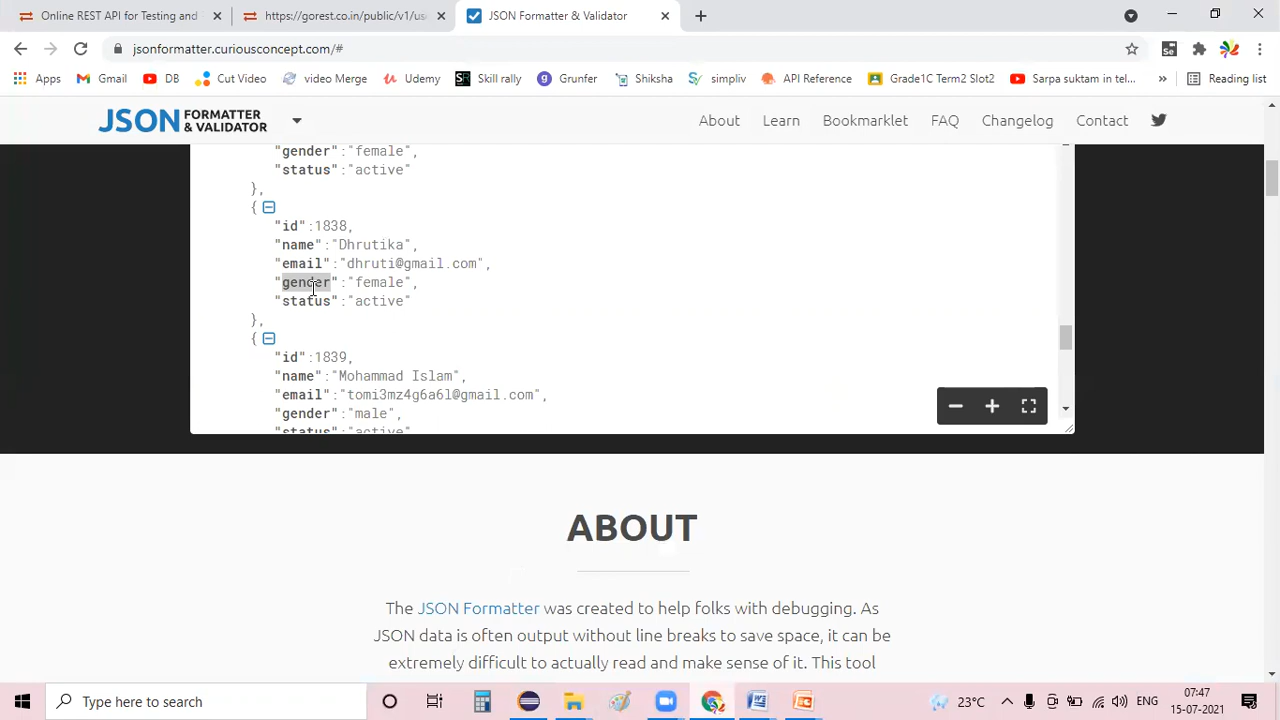 Online REST API for Testing and
https://gorest.co.in/public/v1/us
JSON Formatter & Validator
jsonformatter.curiousconcept.com/#
Apps
Gmail
DB
Cut Video
video Merge
Udemy
Skill rally
Grunfer
Shiksha
simpliv
API Reference
Grade1C Term2 Slot2
Sarpa suktam in tel...
»
Reading list
JSON FORMATTER & VALIDATOR
About
Learn
Bookmarklet
FAQ
Changelog
Contact
"gender":"female",
"status":"active"
},
{
"id":1838,
"name":"Dhrutika",
"email":"dhruti@gmail.com",
"gender":"female",
"status":"active"
},
{
"id":1839,
"name":"Mohammad Islam",
"email":"tomi3mz4g6a6l@gmail.com",
"gender":"male",
"status":"active"
ABOUT
The JSON Formatter was created to help folks with debugging. As
JSON data is often output without line breaks to save space, it can be
extremely difficult to actually read and make sense of it. This tool
Type here to search
23°C
ENG
07:47
15-07-2021